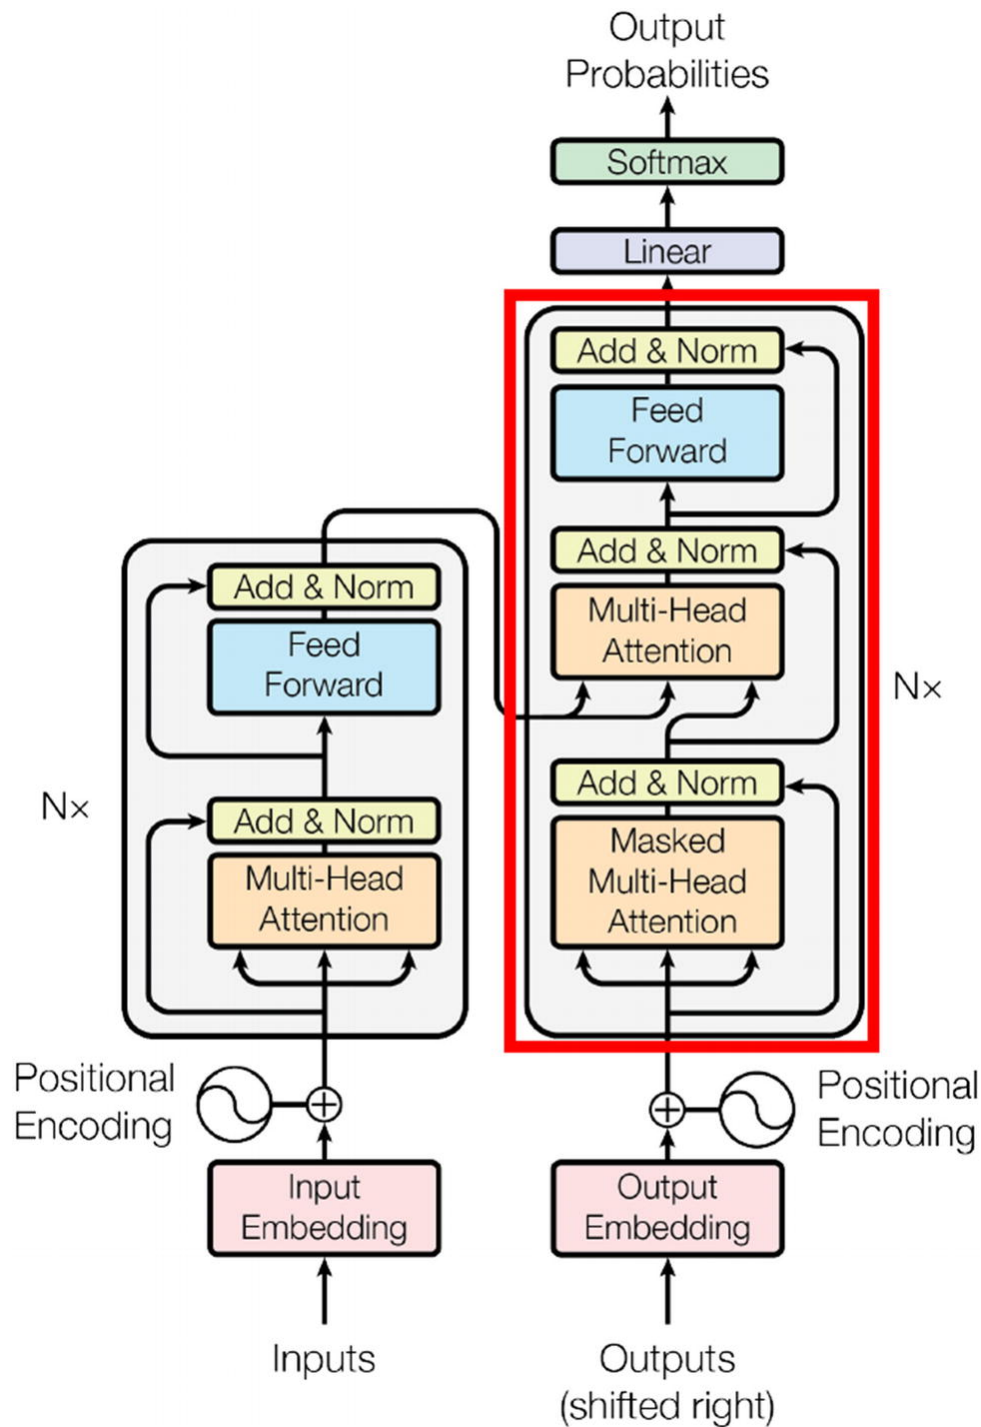 Output
Probabilities
Softmax
Linear
Add & Norm
Feed
Forward
Add & Norm
Multi-Head
Attention
Add & Norm
Masked
Multi-Head
Attention
Nx
Add & Norm
Feed
Forward
Add & Norm
Multi-Head
Attention
Nx
Positional
Encoding
Positional
Encoding
Input
Embedding
Output
Embedding
Inputs
Outputs
(shifted right)